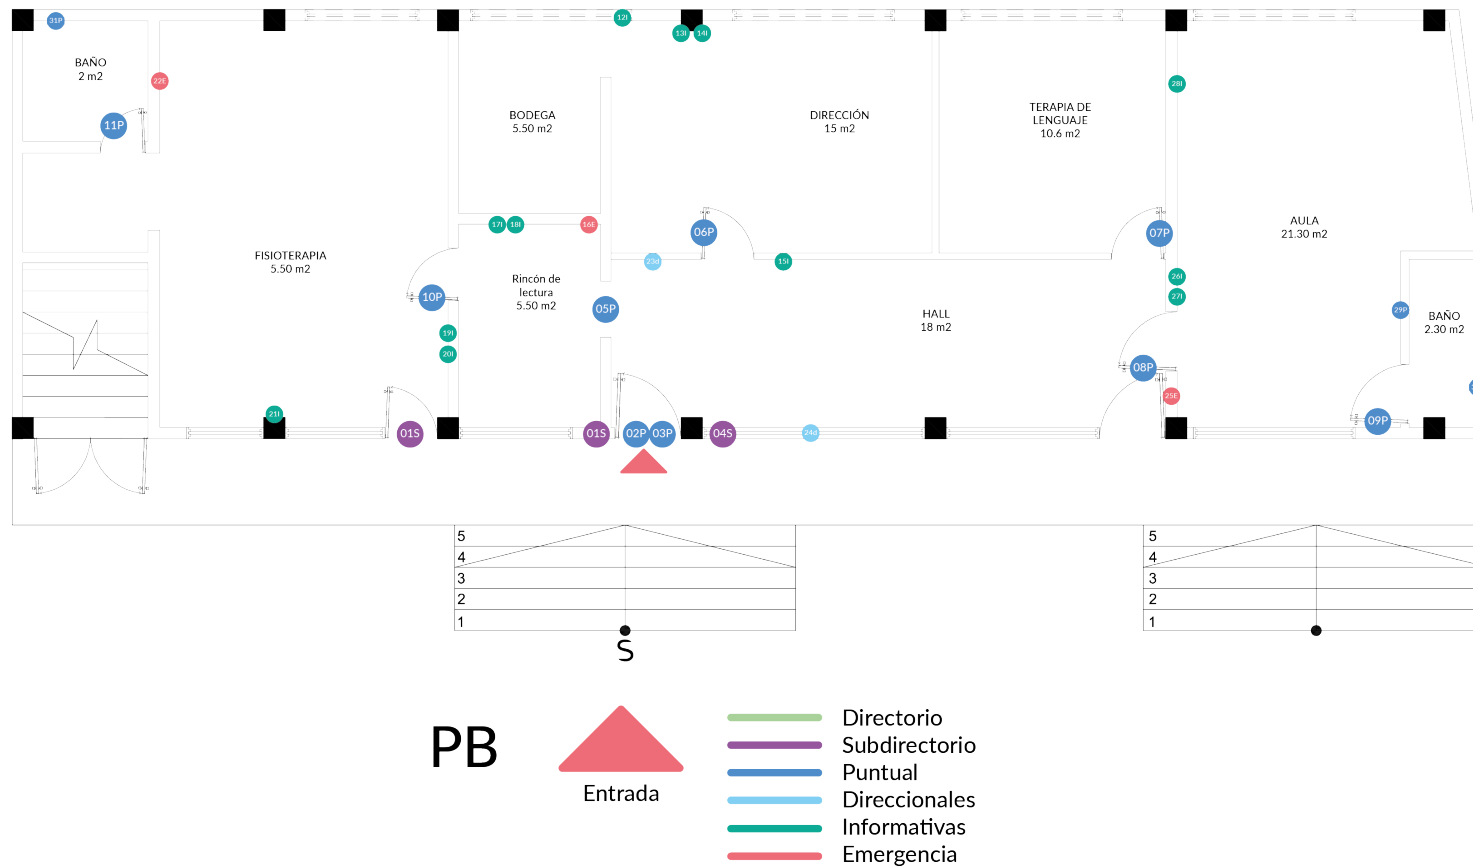 31P
12I
13I
14I
BAÑO
2 m2
22E
28I
11P
BODEGA
5.50 m2
DIRECCIÓN
15 m2
TERAPIA DE
LENGUAJE
10.6 m2
17I
18I
16E
06P
07P
AULA
21.30 m2
FISIOTERAPIA
5.50 m2
23d
15I
Rincón de
lectura
5.50 m2
26I
27I
10P
05P
29P
HALL
18 m2
BAÑO
2.30 m2
19I
20I
08P
25E
21I
01S
01S
02P
03P
04S
24d
09P
5
4
3
2
1
S
5
4
3
2
1
PB
Entrada
Directorio
Subdirectorio
Puntual
Direccionales
Informativas
Emergencia